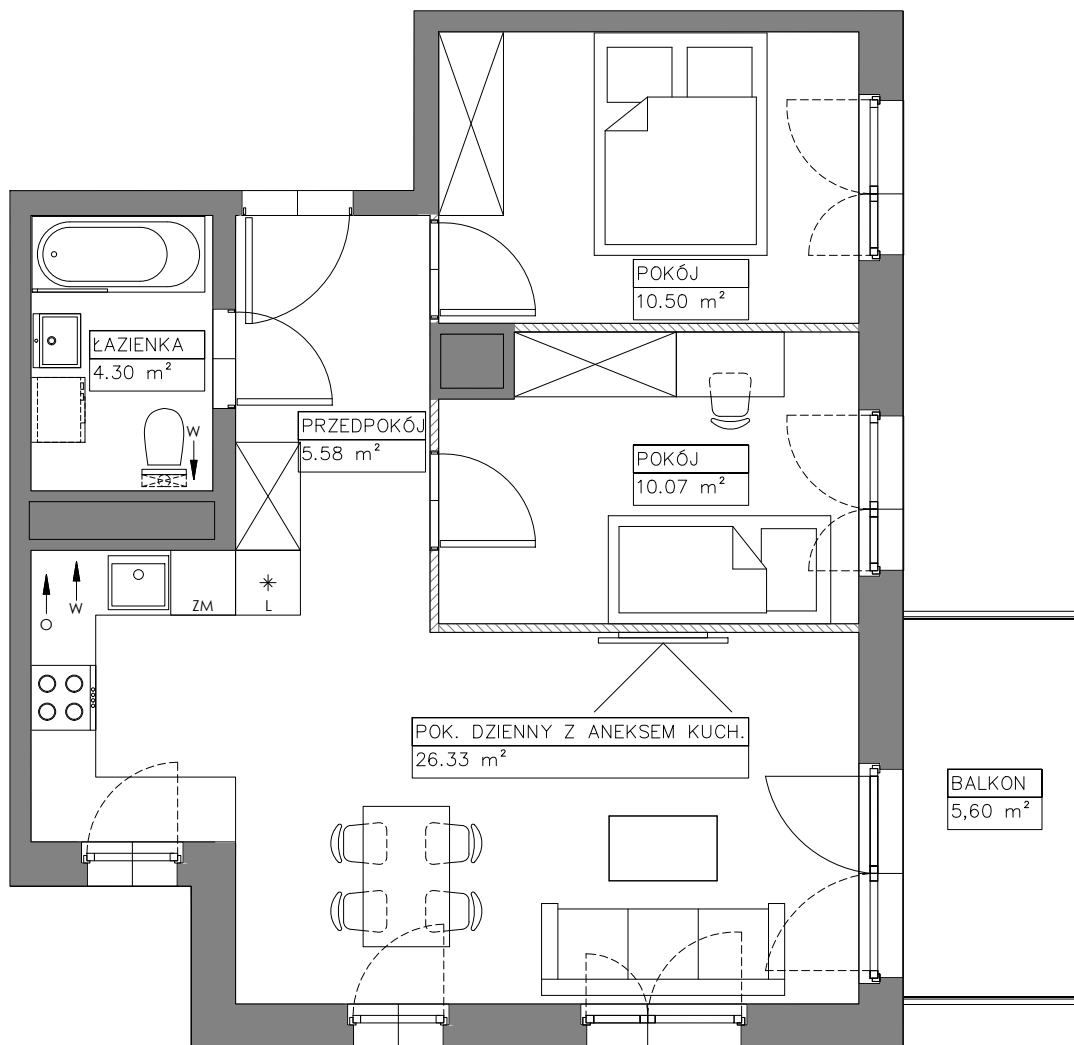 POKÓJ
10.50 m²
ŁAZIENKA
4.30 m²
W
PRZEDPOKÓJ
5.58 m²
POKÓJ
10.07 m²
W
ZM
L
POK. DZIENNY Z ANEKSEM KUCH.
26.33 m²
BALKON
5,60 m²